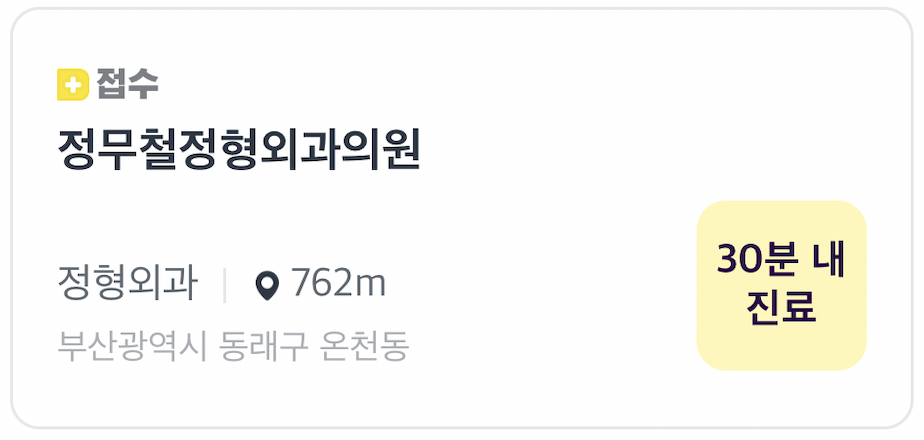 접수
정무철정형외과의원
정형외과 | 762m
부산광역시 동래구 온천동
30분 내
진료